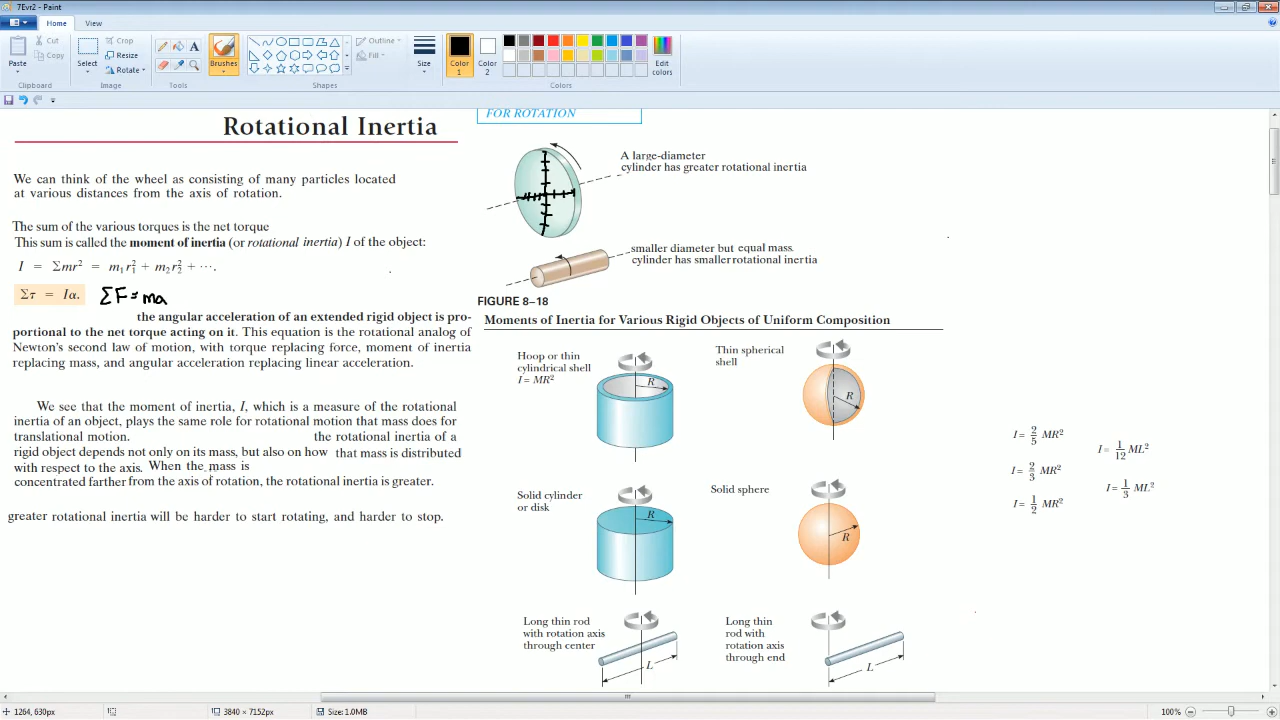 7Evr2 - Paint
Home View
Paste
Cut
Copy
Clipboard
Select
Crop
Resize
Rotate
Image
A
Tools
Brushes
Outline
Fill
Shapes
Size
Color 1
Color 2
Edit colors
Colors
Rotational Inertia
We can think of the wheel as consisting of many particles located
at various distances from the axis of rotation.
The sum of the various torques is the net torque
This sum is called the moment of inertia (or rotational inertia) I of the object:
I = Σmr² = m₁r₁² + m₂r₂² + ⋯.
Στ = Iα. ΣF = ma
the angular acceleration of an extended rigid object is pro-
portional to the net torque acting on it. This equation is the rotational analog of
Newton's second law of motion, with torque replacing force, moment of inertia
replacing mass, and angular acceleration replacing linear acceleration.
We see that the moment of inertia, I, which is a measure of the rotational
inertia of an object, plays the same role for rotational motion that mass does for
translational motion. the rotational inertia of a
rigid object depends not only on its mass, but also on how that mass is distributed
with respect to the axis. When the mass is
concentrated farther from the axis of rotation, the rotational inertia is greater.
greater rotational inertia will be harder to start rotating, and harder to stop.
FOR ROTATION
A large-diameter
cylinder has greater rotational inertia
smaller diameter but equal mass.
cylinder has smaller rotational inertia
FIGURE 8–18
Moments of Inertia for Various Rigid Objects of Uniform Composition
Hoop or thin
cylindrical shell
I = MR²
R
Thin spherical
shell
R
Solid cylinder
or disk
R
Solid sphere
R
Long thin rod
with rotation axis
through center
L
Long thin
rod with
rotation axis
through end
L
I = 2/5 MR²
I = 2/3 MR²
I = 1/2 MR²
I = 1/12 ML²
I = 1/3 ML²
1264, 630px
3840 × 7152px
Size: 1.0MB
100%